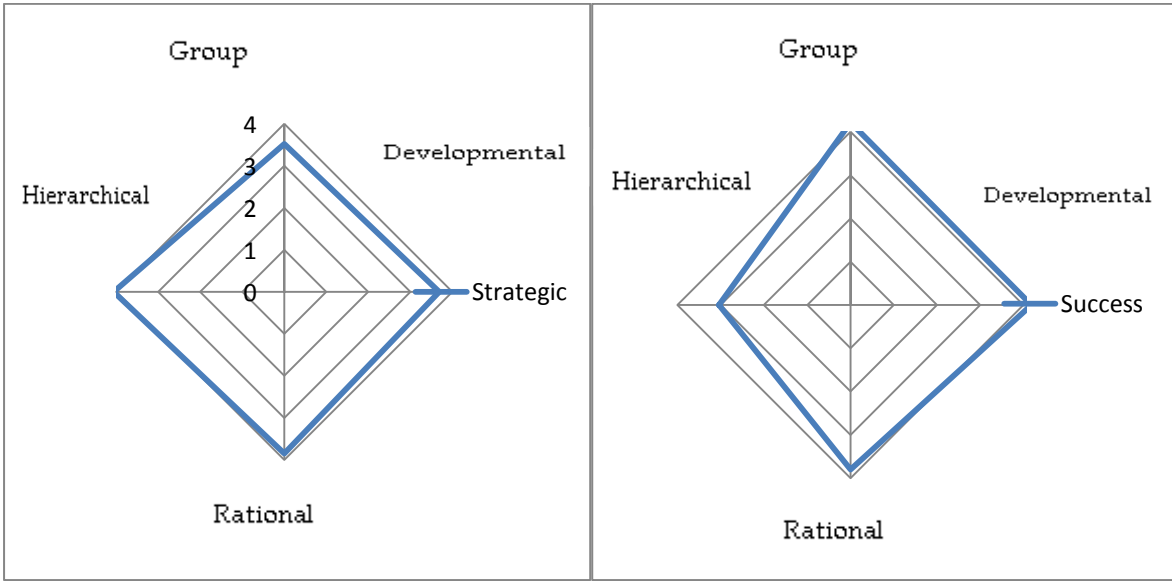 Group
4
Developmental
3
Hierarchical
2
1
0
Strategic
Rational
Group
Hierarchical
Developmental
Success
Rational